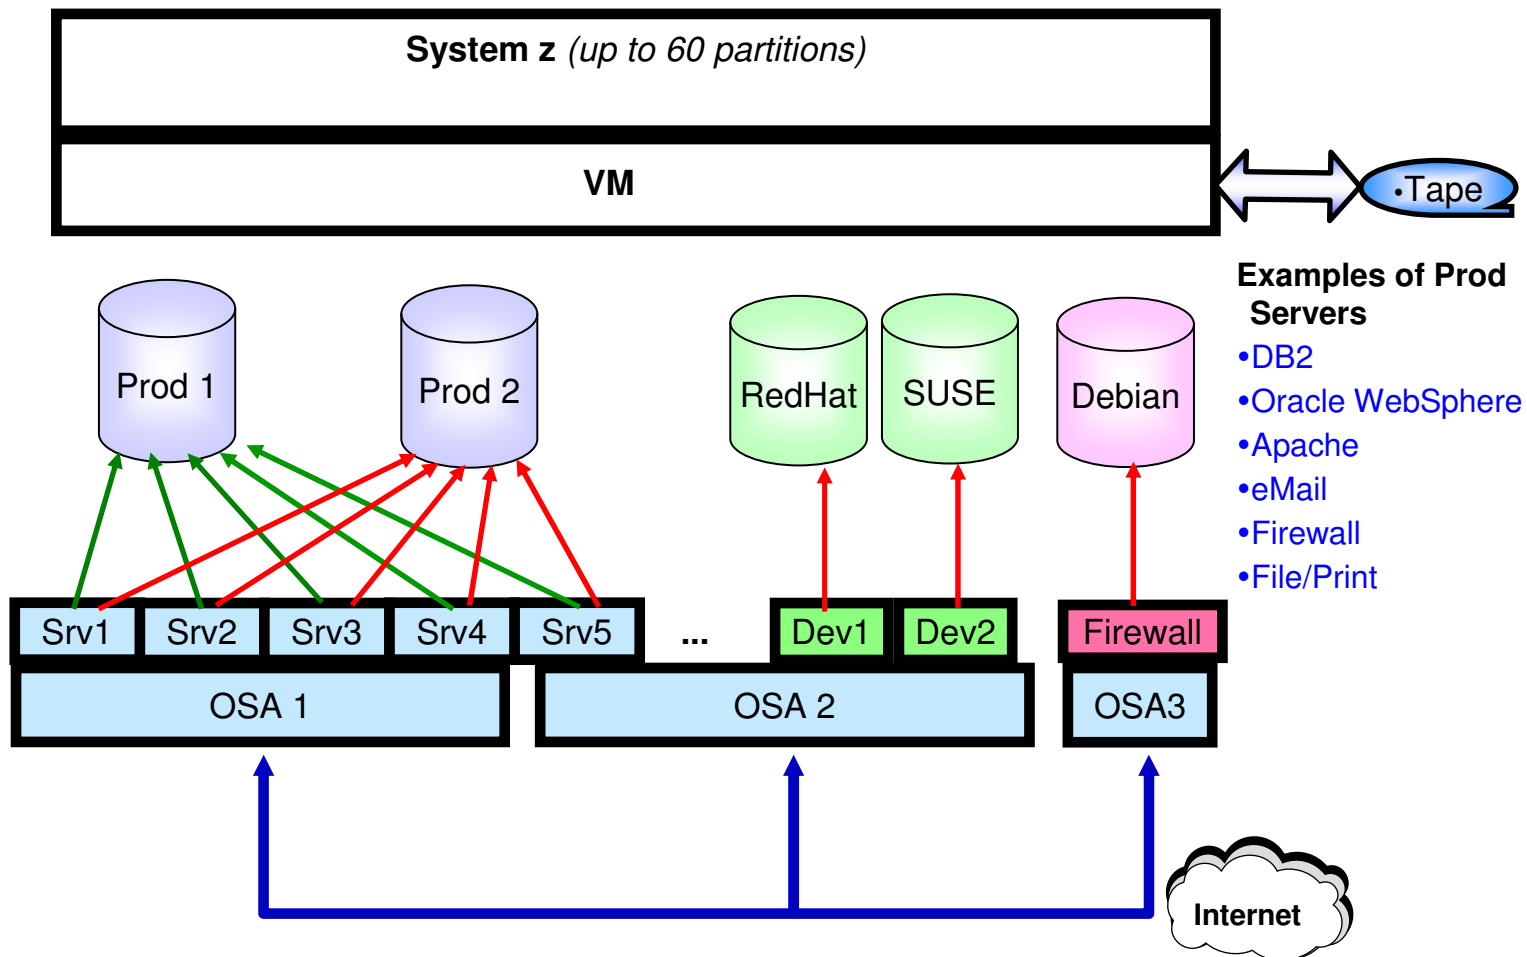 System z (up to 60 partitions)
VM
•Tape
Examples of Prod
Servers
•DB2
•Oracle WebSphere
•Apache
•eMail
•Firewall
•File/Print
Prod 1
Prod 2
RedHat
SUSE
Debian
Srv1
Srv2
Srv3
Srv4
Srv5
...
Dev1
Dev2
Firewall
OSA 1
OSA 2
OSA3
Internet